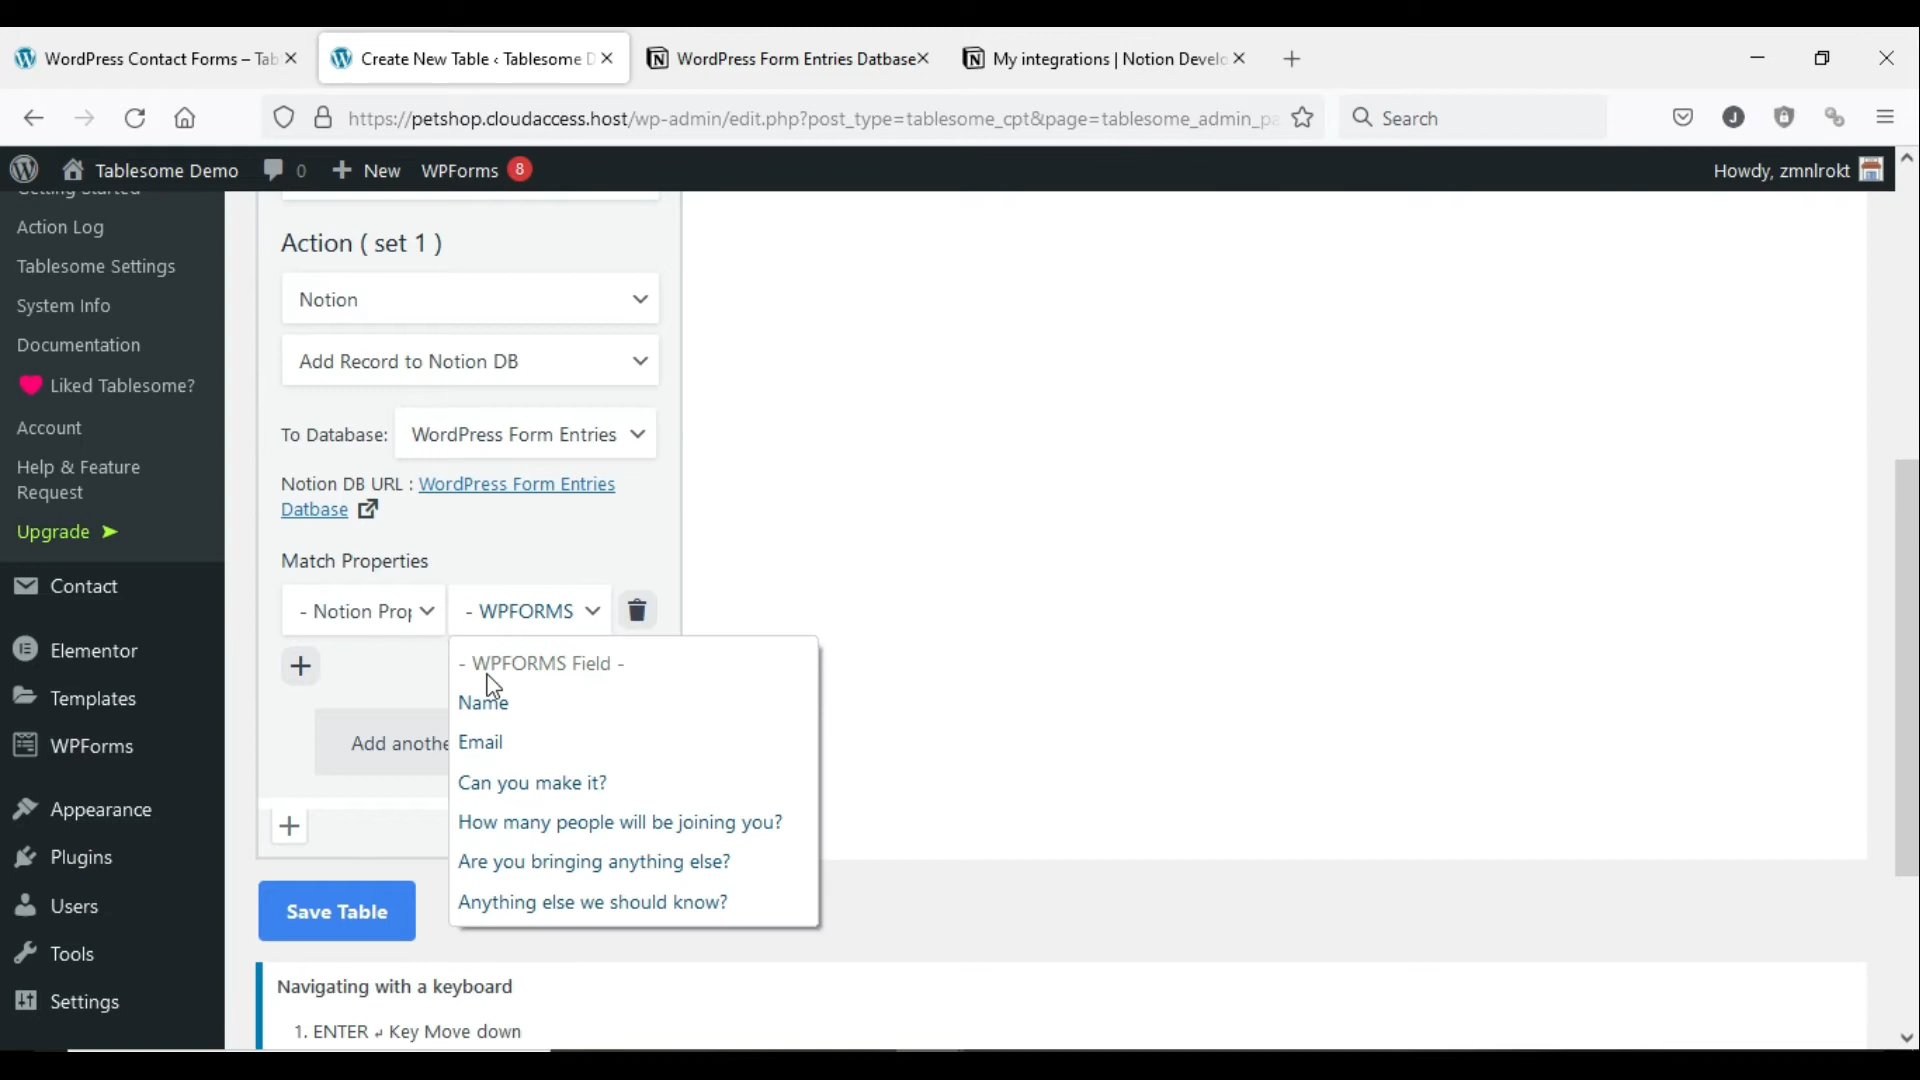 WordPress Contact Forms – Tab
Create New Table ‹ Tablesome D
WordPress Form Entries Datbase
My integrations | Notion Develo
https://petshop.cloudaccess.host/wp-admin/edit.php?post_type=tablesome_cpt&page=tablesome_admin_pa
Search
Tablesome Demo
0
New
WPForms 8
Howdy, zmnlrokt
Getting Started
Action Log
Tablesome Settings
System Info
Documentation
Liked Tablesome?
Account
Help & Feature
Request
Upgrade ➤
Contact
Elementor
Templates
WPForms
Appearance
Plugins
Users
Tools
Settings
Action ( set 1 )
Notion
Add Record to Notion DB
To Database: WordPress Form Entries
Notion DB URL : WordPress Form Entries
Datbase
Match Properties
- Notion Prop
- WPFORMS
- WPFORMS Field -
Name
Email
Can you make it?
How many people will be joining you?
Are you bringing anything else?
Anything else we should know?
Add anothe
Save Table
Navigating with a keyboard
1. ENTER ↵ Key Move down